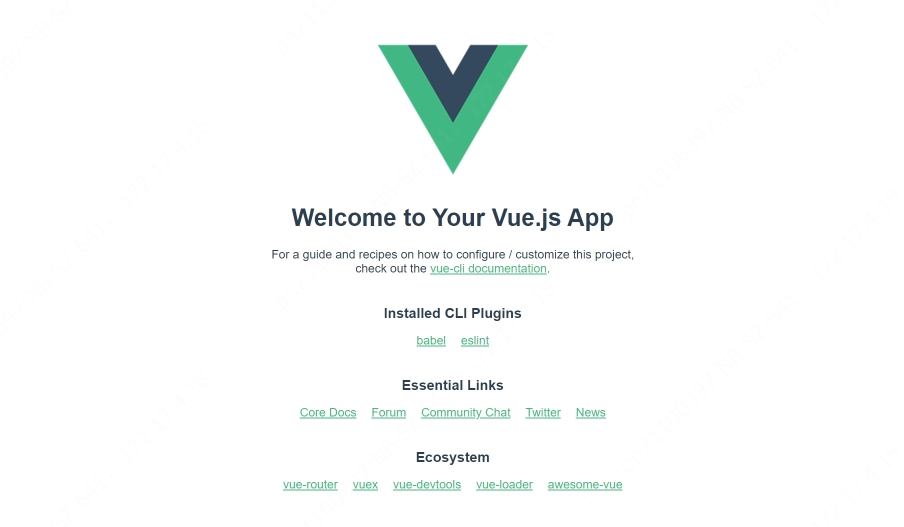 Welcome to Your Vue.js App
For a guide and recipes on how to configure / customize this project,
check out the vue-cli documentation.
Installed CLI Plugins
babel eslint
Essential Links
Core Docs Forum Community Chat Twitter News
Ecosystem
vue-router vuex vue-devtools vue-loader awesome-vue